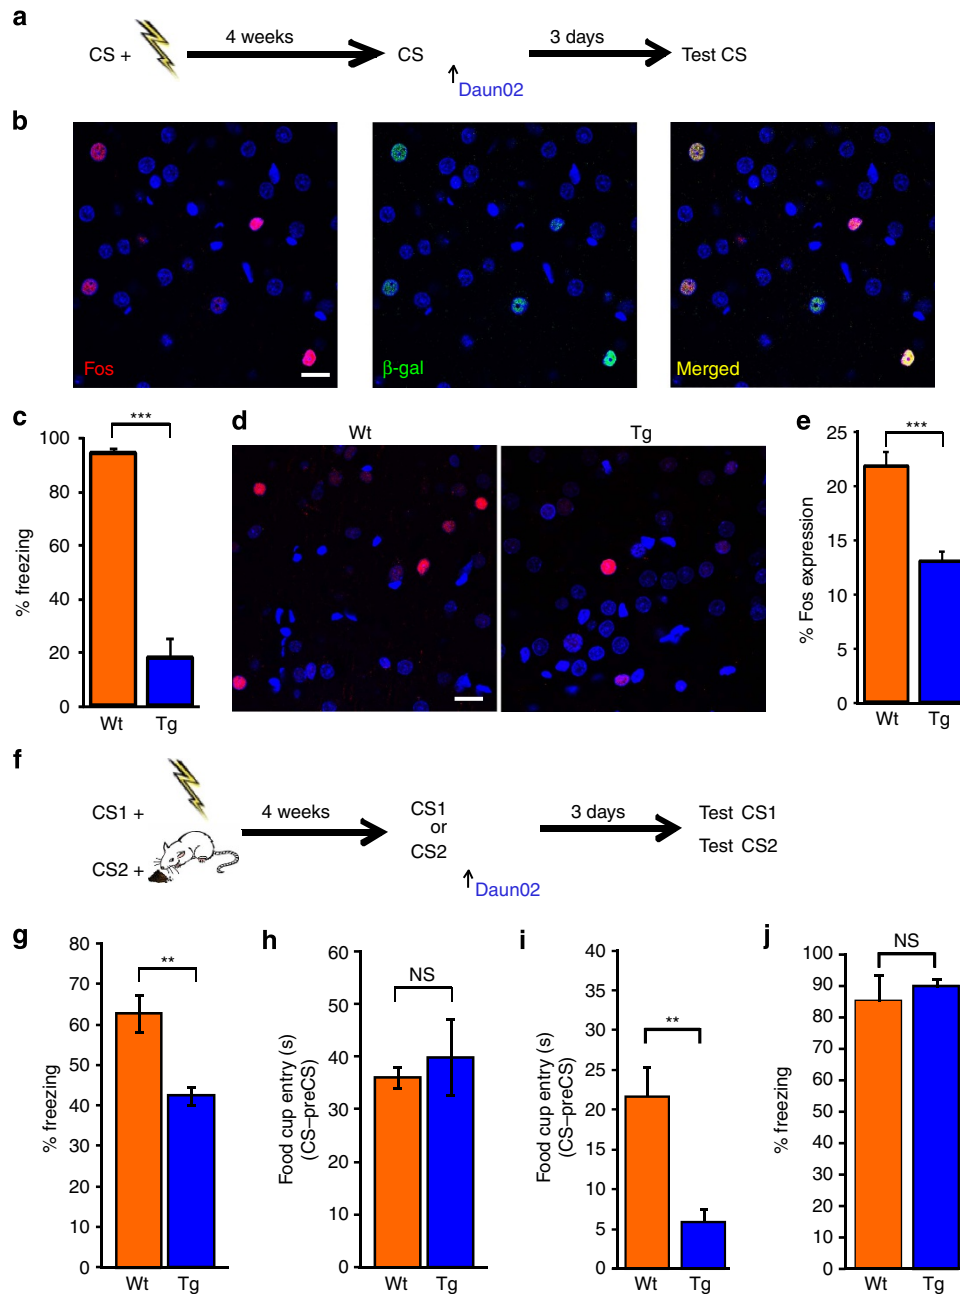 a
CS +
4 weeks
CS
Daun02
3 days
Test CS
b
Fos
β-gal
Merged
c
***
% freezing
100
80
60
40
20
0
Wt
Tg
d
Wt
Tg
e
***
% Fos expression
25
20
15
10
5
0
Wt
Tg
f
CS1 +
CS2 +
4 weeks
CS1
or
CS2
Daun02
3 days
Test CS1
Test CS2
g
**
% freezing
80
70
60
50
40
30
20
10
0
Wt
Tg
h
NS
Food cup entry (s)
(CS–preCS)
60
50
40
30
20
10
0
Wt
Tg
i
**
Food cup entry (s)
(CS–preCS)
40
35
30
25
20
15
10
5
0
Wt
Tg
j
NS
% freezing
100
90
80
70
60
50
40
30
20
10
0
Wt
Tg